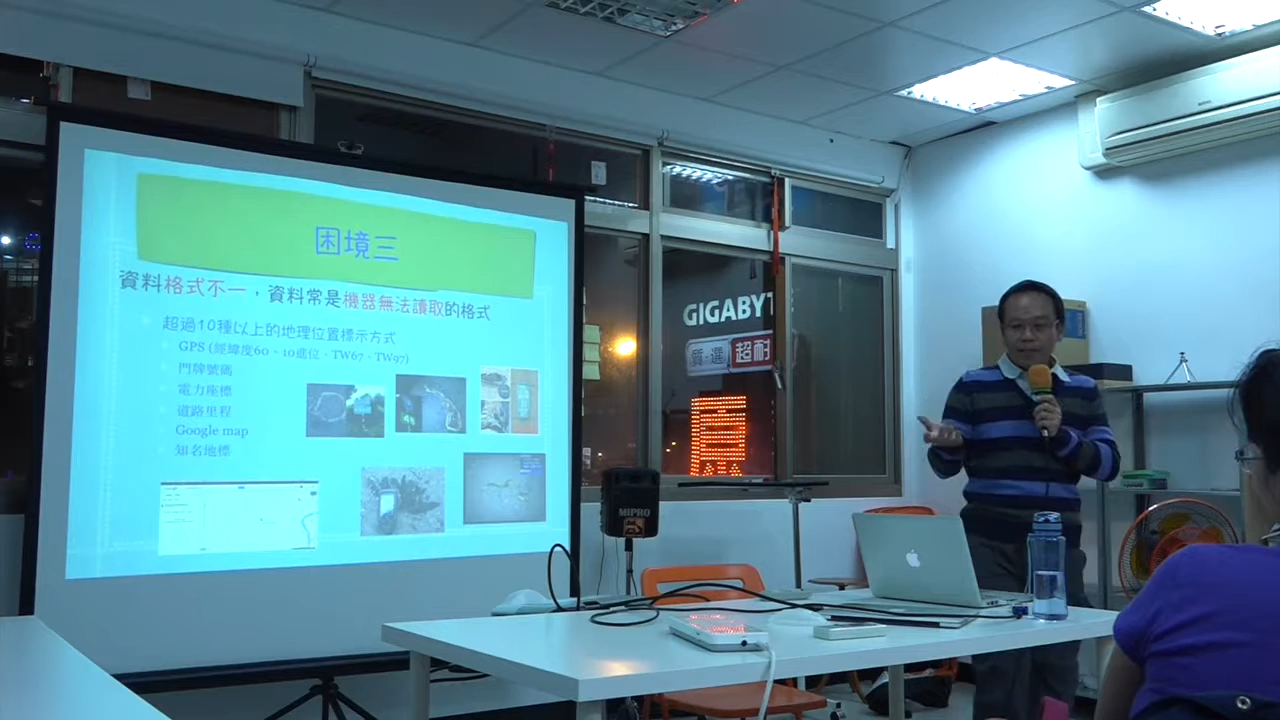 困境三
資料格式不一，資料常是機器無法讀取的格式
超過10種以上的地理位置標示方式
GPS (經緯度60、10進位、TW67、TW97)
門牌號碼
電力座標
道路里程
Google map
知名地標
GIGABYT
質選 超耐
MIPRO